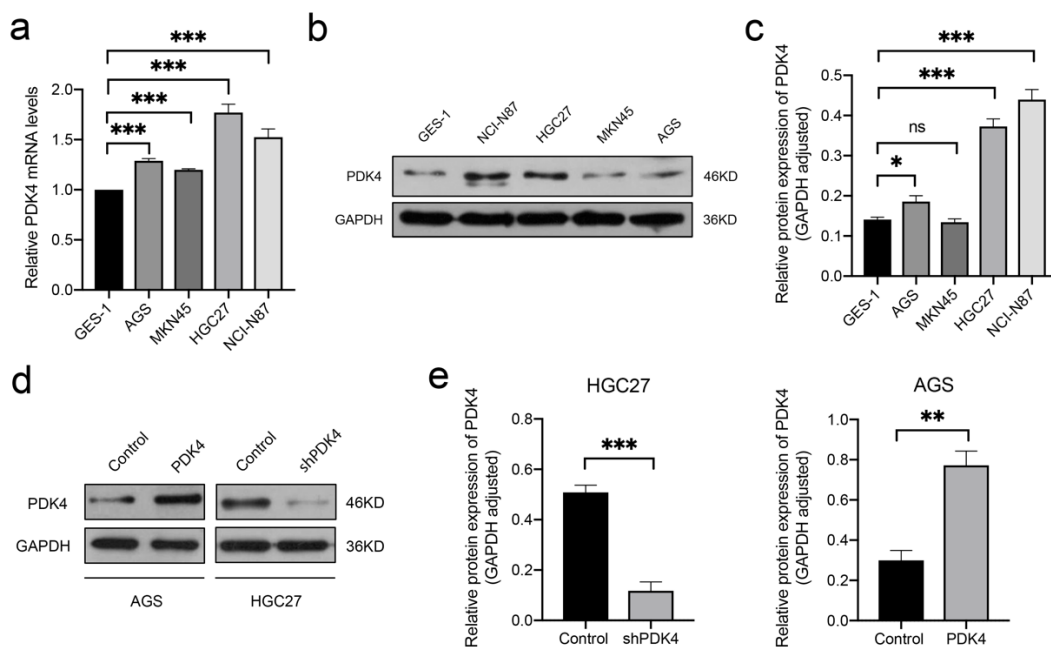 a
Relative PDK4 mRNA levels
2.0
1.5
1.0
0.5
0.0
***
***
***
***
GES-1
AGS
MKN45
HGC27
NCI-N87
b
GES-1
NCI-N87
HGC27
MKN45
AGS
PDK4
46KD
GAPDH
36KD
c
Relative protein expression of PDK4
(GAPDH adjusted)
0.5
0.4
0.3
0.2
0.1
0.0
***
***
ns
*
GES-1
AGS
MKN45
HGC27
NCI-N87
d
Control
PDK4
Control
shPDK4
PDK4
46KD
GAPDH
36KD
AGS
HGC27
e
HGC27
Relative protein expression of PDK4
(GAPDH adjusted)
0.8
0.6
0.4
0.2
0.0
***
Control
shPDK4
AGS
Relative protein expression of PDK4
(GAPDH adjusted)
1.0
0.8
0.6
0.4
0.2
0.0
**
Control
PDK4